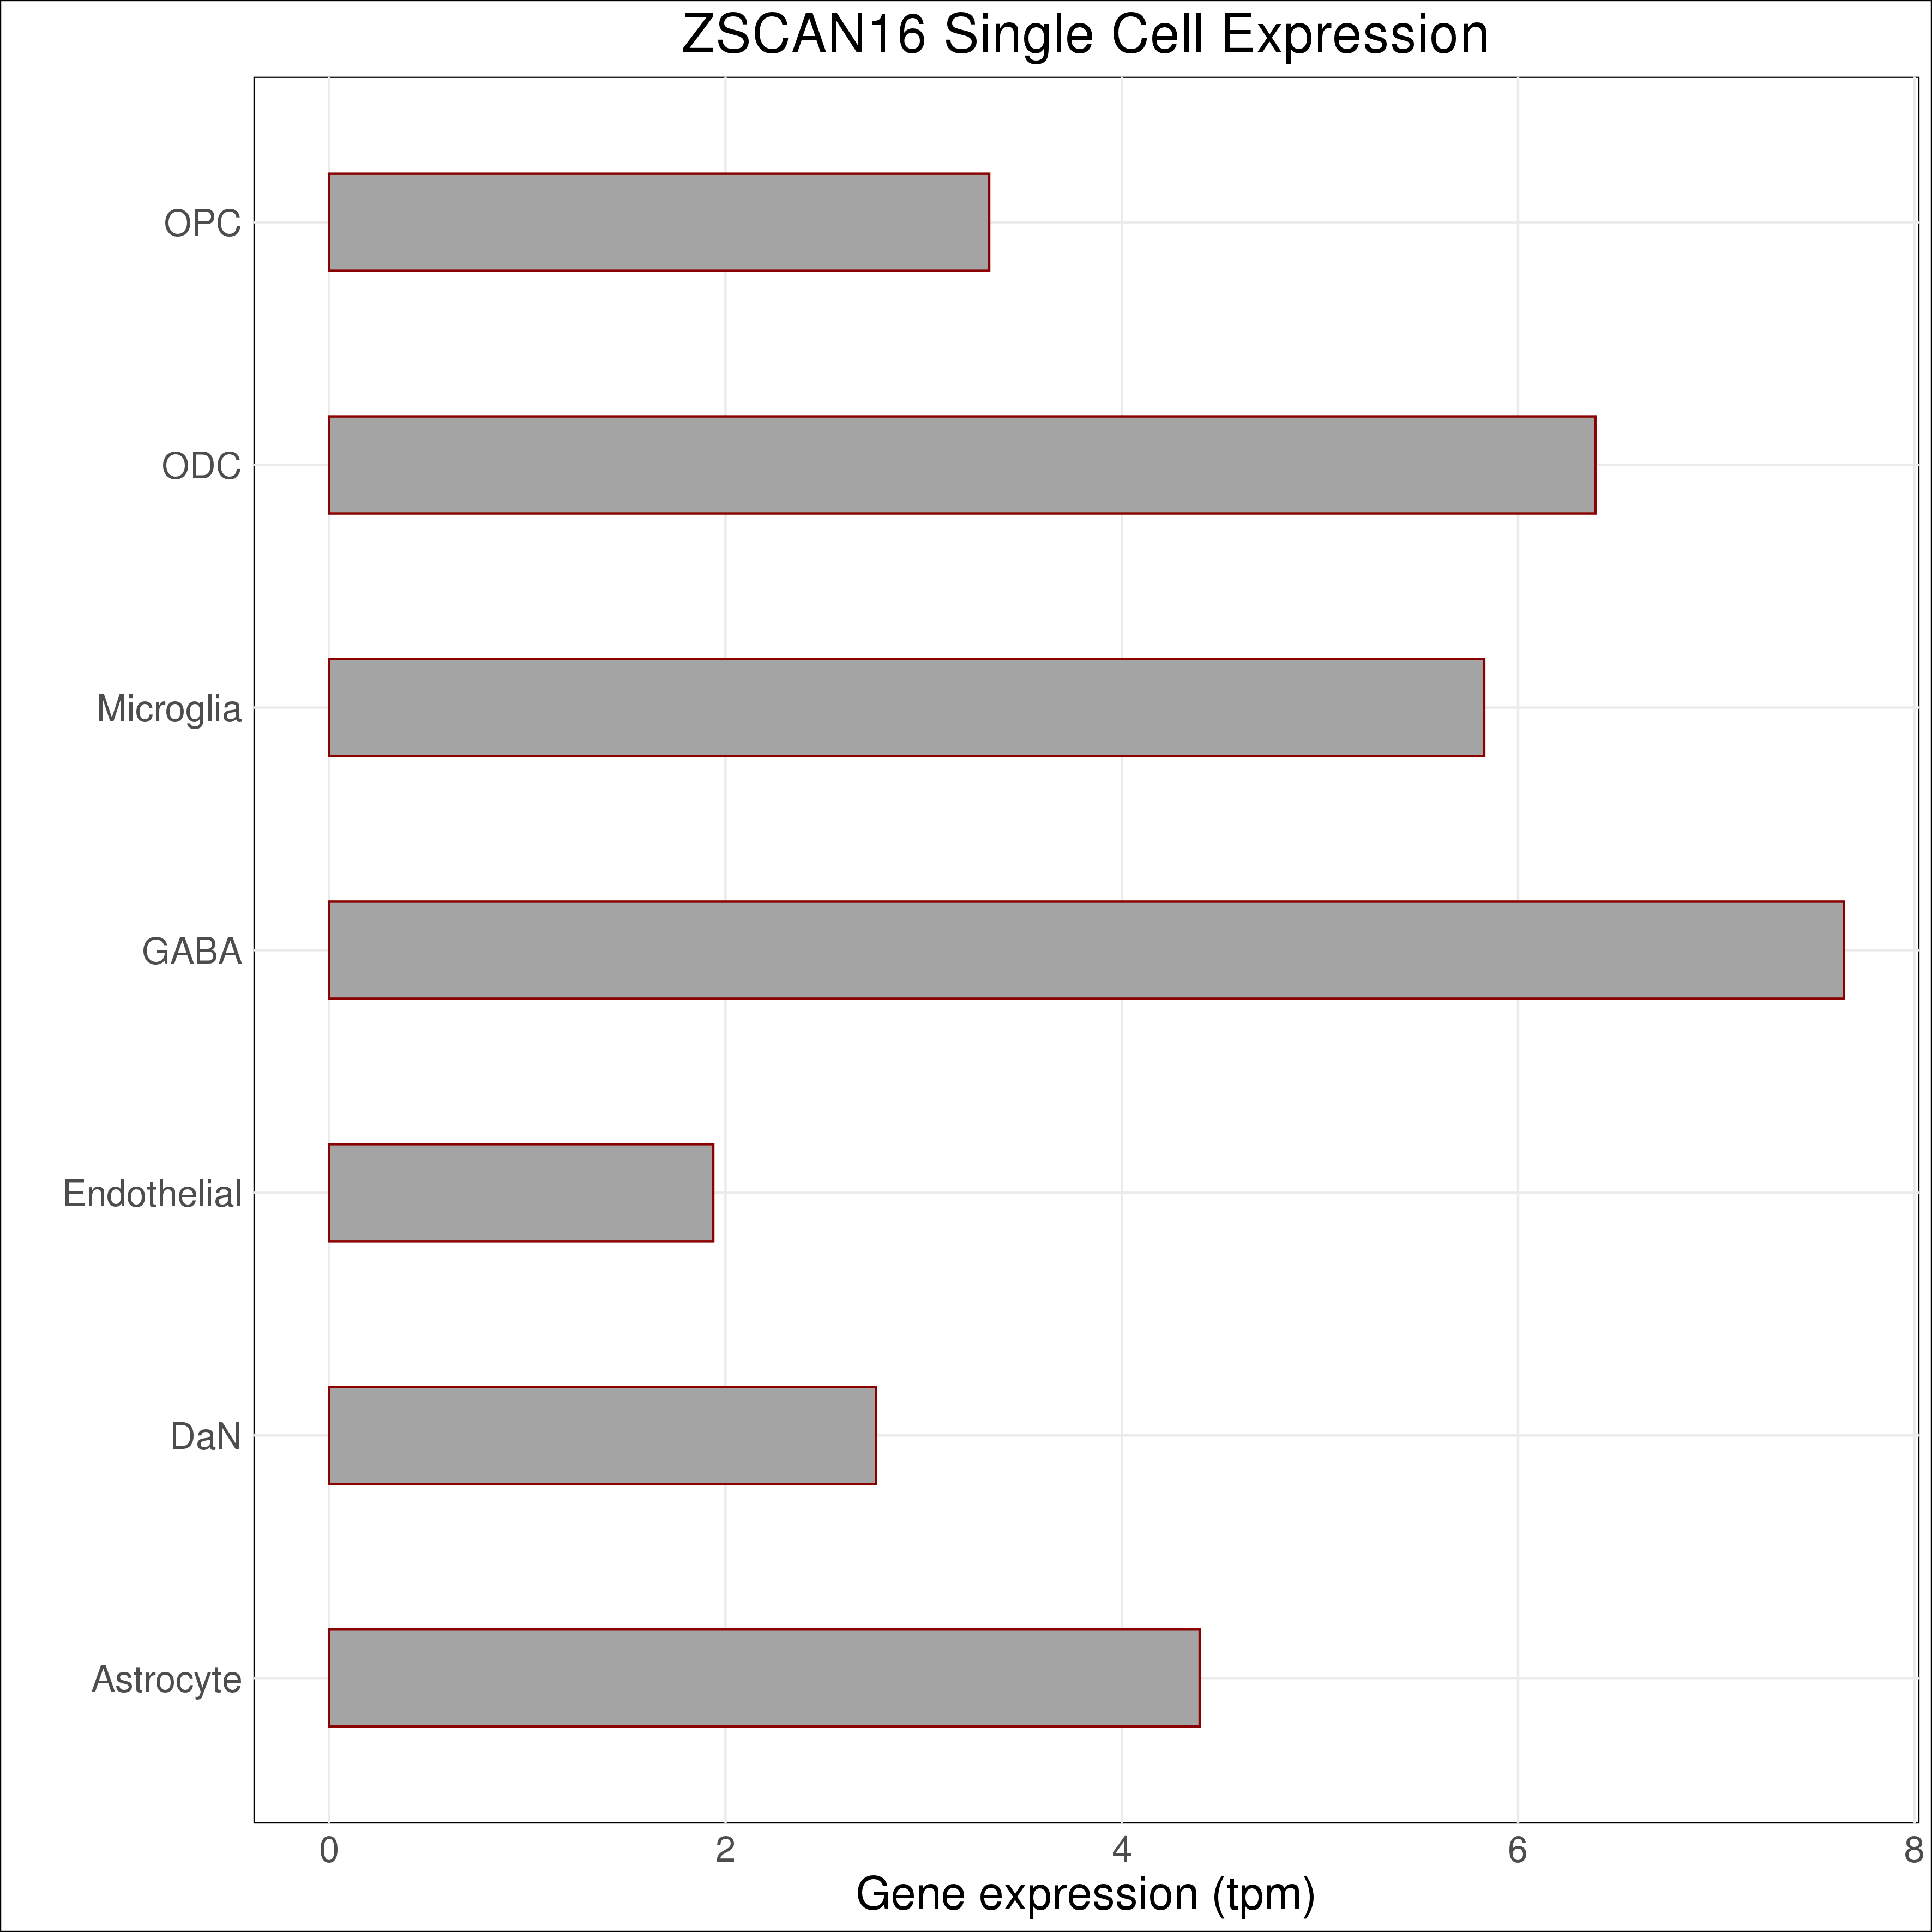 ZSCAN16 Single Cell Expression
OPC
ODC
Microglia
GABA
Endothelial
DaN
Astrocyte
0 2 4 6 8
Gene expression (tpm)